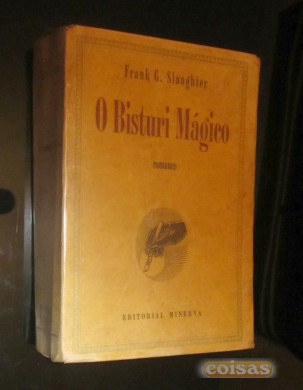 Frank G. Slaughter
O Bisturi Mágico
romance
EDITORIAL MINERVA
coisas